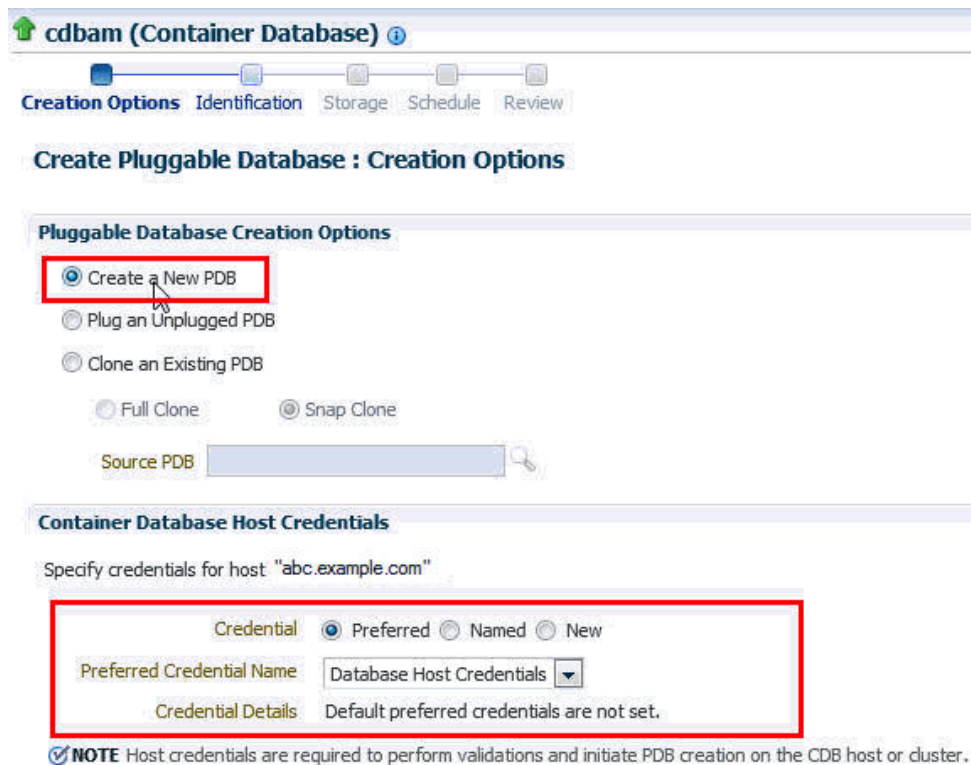 cdbam (Container Database)
Creation Options Identification Storage Schedule Review
Create Pluggable Database : Creation Options
Pluggable Database Creation Options
Create a New PDB
Plug an Unplugged PDB
Clone an Existing PDB
Full Clone Snap Clone
Source PDB
Container Database Host Credentials
Specify credentials for host "abc.example.com"
Credential Preferred Named New
Preferred Credential Name Database Host Credentials
Credential Details Default preferred credentials are not set.
NOTE Host credentials are required to perform validations and initiate PDB creation on the CDB host or cluster.